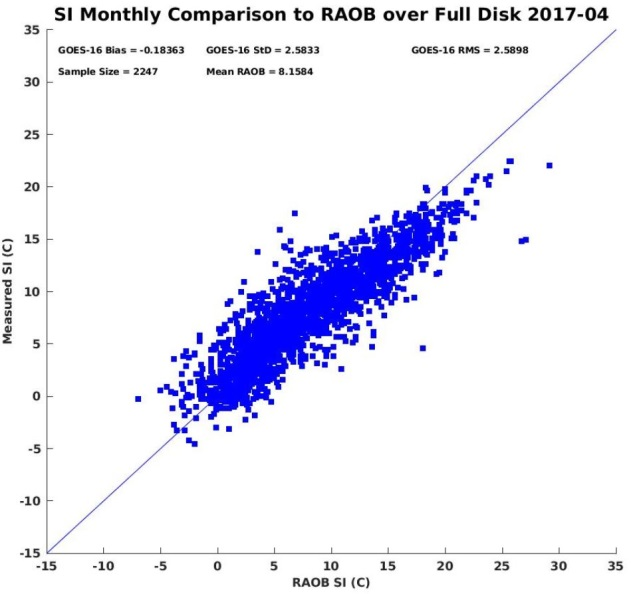 SI Monthly Comparison to RAOB over Full Disk 2017-04
GOES-16 Bias = -0.18363 GOES-16 StD = 2.5833 GOES-16 RMS = 2.5898
Sample Size = 2247 Mean RAOB = 8.1584
35
30
25
20
15
10
5
0
-5
-10
-15
Measured SI (C)
-15 -10 -5 0 5 10 15 20 25 30 35
RAOB SI (C)